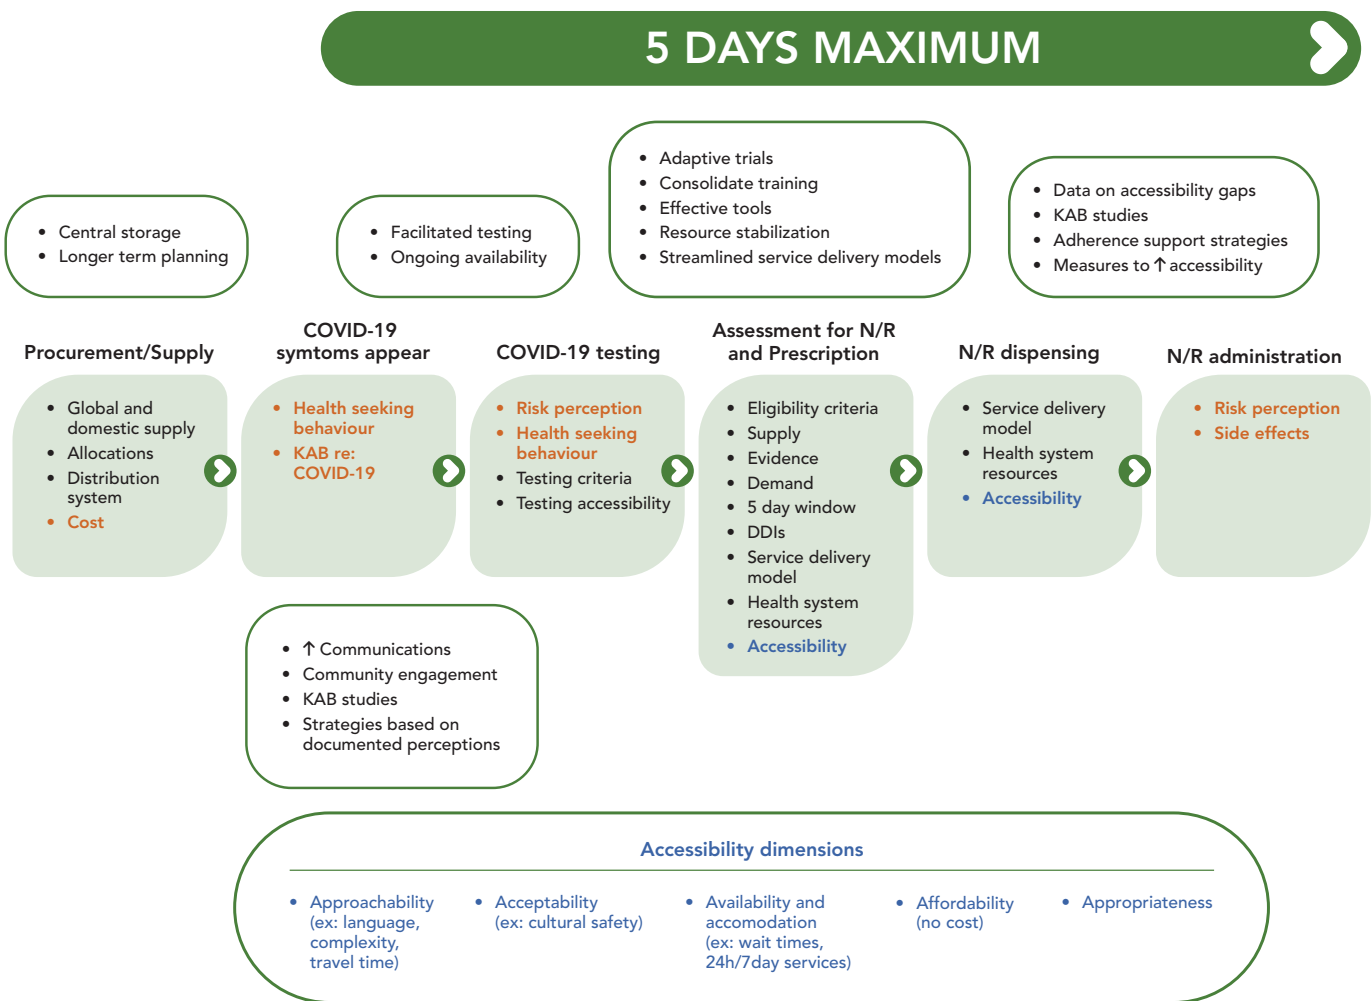 5 DAYS MAXIMUM
• Central storage
• Longer term planning
• Facilitated testing
• Ongoing availability
• Adaptive trials
• Consolidate training
• Effective tools
• Resource stabilization
• Streamlined service delivery models
• Data on accessibility gaps
• KAB studies
• Adherence support strategies
• Measures to ↑ accessibility
Procurement/Supply
• Global and
domestic supply
• Allocations
• Distribution
system
• Cost
COVID-19
symtoms appear
• Health seeking
behaviour
• KAB re:
COVID-19
COVID-19 testing
• Risk perception
• Health seeking
behaviour
• Testing criteria
• Testing accessibility
Assessment for N/R
and Prescription
• Eligibility criteria
• Supply
• Evidence
• Demand
• 5 day window
• DDIs
• Service delivery
model
• Health system
resources
• Accessibility
N/R dispensing
• Service delivery
model
• Health system
resources
• Accessibility
N/R administration
• Risk perception
• Side effects
• ↑ Communications
• Community engagement
• KAB studies
• Strategies based on
documented perceptions
Accessibility dimensions
• Approachability
(ex: language,
complexity,
travel time)
• Acceptability
(ex: cultural safety)
• Availability and
accomodation
(ex: wait times,
24h/7day services)
• Affordability
(no cost)
• Appropriateness